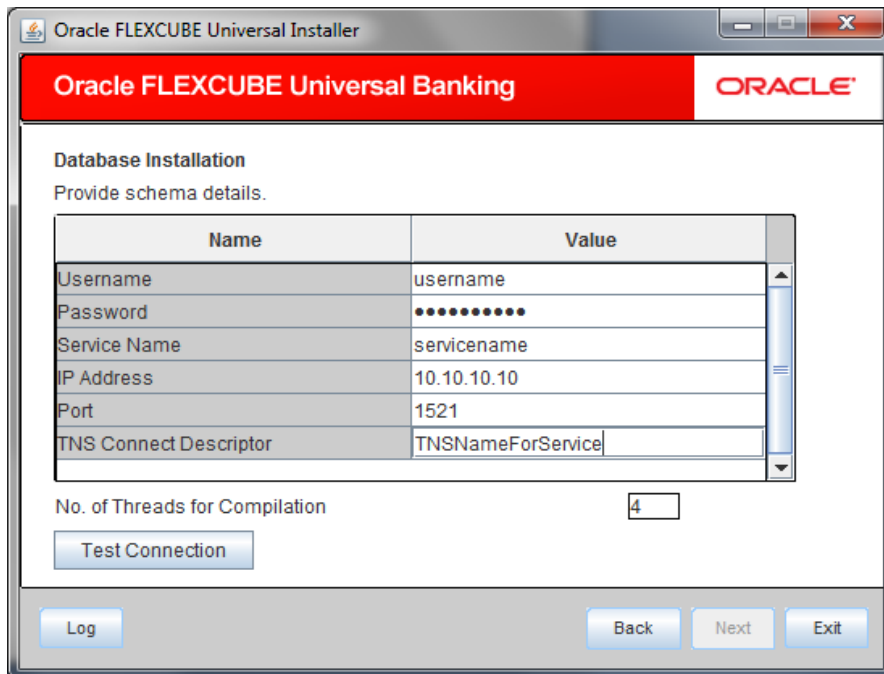 Oracle FLEXCUBE Universal Installer
Oracle FLEXCUBE Universal Banking ORACLE
Database Installation
Provide schema details.
Name Value
Username username
Password ••••••••••
Service Name servicename
IP Address 10.10.10.10
Port 1521
TNS Connect Descriptor TNSNameForService
No. of Threads for Compilation 4
Test Connection
Log Back Next Exit